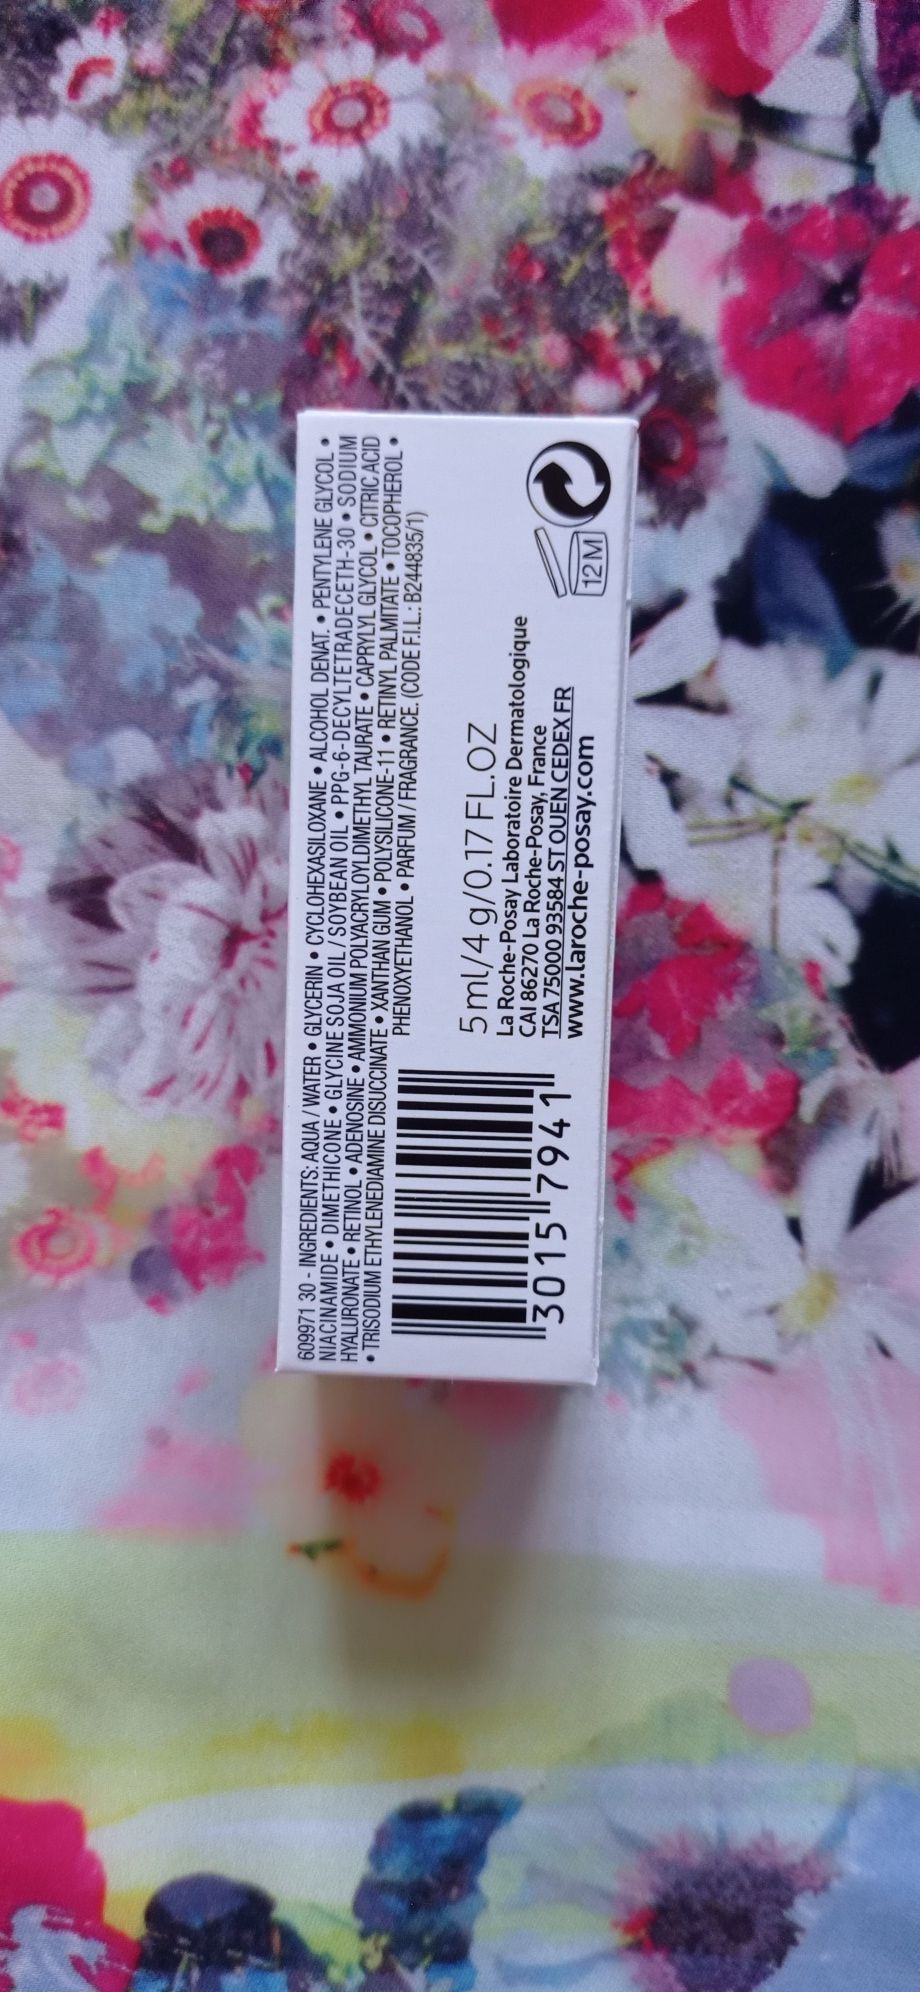 609971 30 - INGREDIENTS: AQUA / WATER • GLYCERIN • CYCLOHEXASILOXANE • ALCOHOL DENAT. • PENTYLENE GLYCOL •
NIACINAMIDE • DIMETHICONE • GLYCINE SOJA OIL / SOYBEAN OIL • PPG-6-DECYLTETRADECETH-30 • SODIUM
HYALURONATE • RETINOL • ADENOSINE • AMMONIUM POLYACRYLOYLDIMETHYL TAURATE • CAPRYLYL GLYCOL • CITRIC ACID
• TRISODIUM ETHYLENEDIAMINE DISUCCINATE • XANTHAN GUM • POLYSILICONE-11 • RETINYL PALMITATE • TOCOPHEROL •
PHENOXYETHANOL • PARFUM / FRAGRANCE. (CODE F.I.L.: B244835/1)
5 ml/4 g/0.17 FL.OZ
La Roche-Posay Laboratoire Dermatologique
CAI 86270 La Roche-Posay, France
TSA 75000 93584 ST OUEN CEDEX FR
www.laroche-posay.com
12M
3015 7941